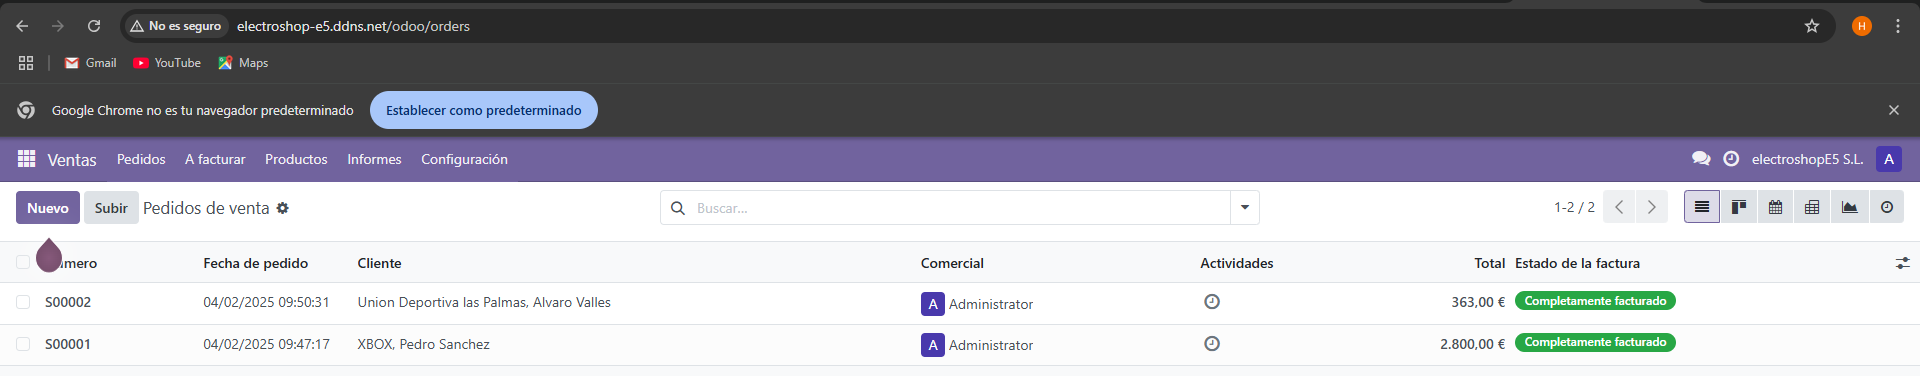 No es seguro electroshop-e5.ddns.net/odoo/orders H
Gmail YouTube Maps
Google Chrome no es tu navegador predeterminado Establecer como predeterminado
Ventas Pedidos A facturar Productos Informes Configuración electroshopE5 S.L. A
Nuevo Subir Pedidos de venta Buscar... 1-2 / 2
mero Fecha de pedido Cliente Comercial Actividades Total Estado de la factura
S00002 04/02/2025 09:50:31 Union Deportiva las Palmas, Alvaro Valles A Administrator 363,00 € Completamente facturado
S00001 04/02/2025 09:47:17 XBOX, Pedro Sanchez A Administrator 2.800,00 € Completamente facturado